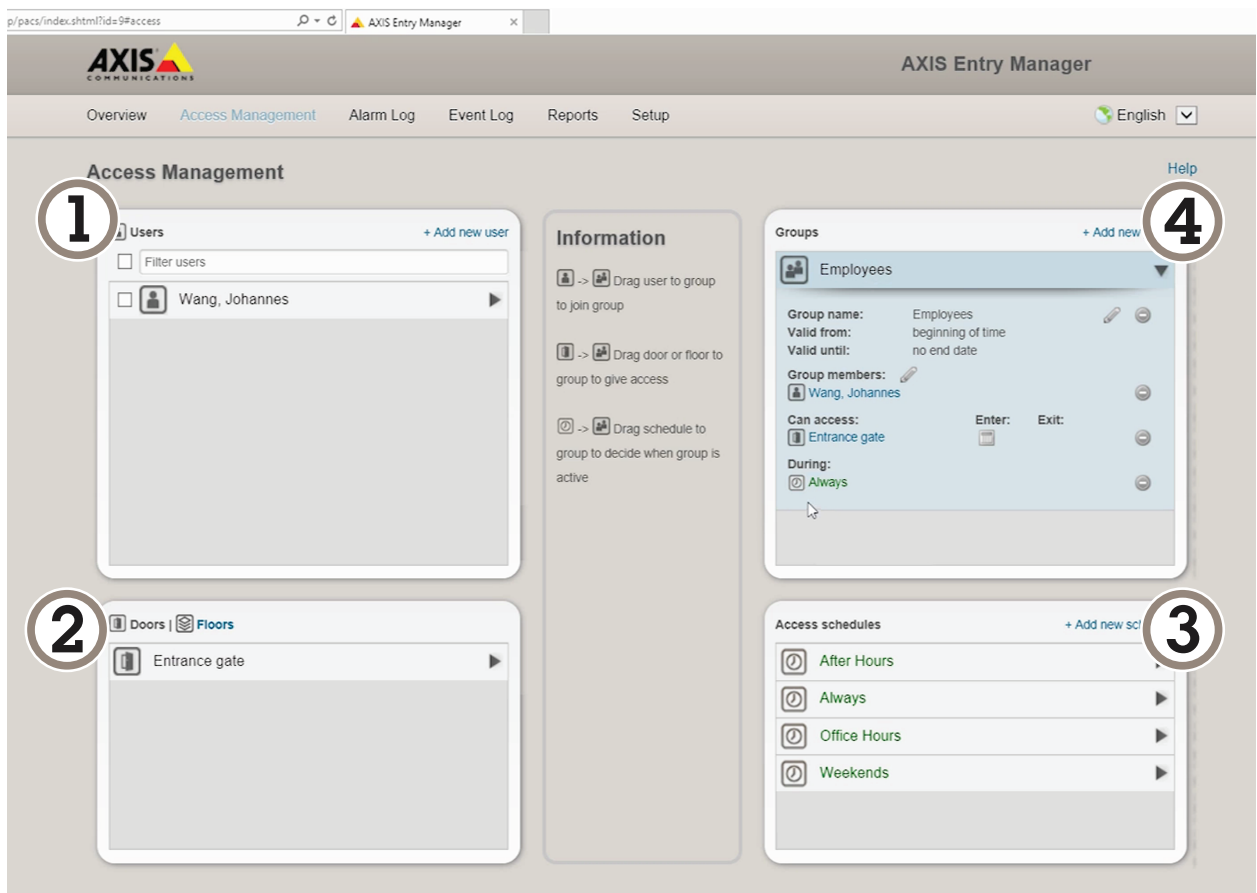 p/pacs/index.shtml?id=9#access
AXIS Entry Manager
AXIS
COMMUNICATIONS
AXIS Entry Manager
Overview Access Management Alarm Log Event Log Reports Setup
English
Access Management
Help
1
Users
+ Add new user
Filter users
Wang, Johannes
Information
-> Drag user to group
to join group
-> Drag door or floor to
group to give access
-> Drag schedule to
group to decide when group is
active
4
Groups
+ Add new
Employees
Group name: Employees
Valid from: beginning of time
Valid until: no end date
Group members:
Wang, Johannes
Can access: Enter: Exit:
Entrance gate
During:
Always
2
Doors | Floors
Entrance gate
3
Access schedules
+ Add new
After Hours
Always
Office Hours
Weekends